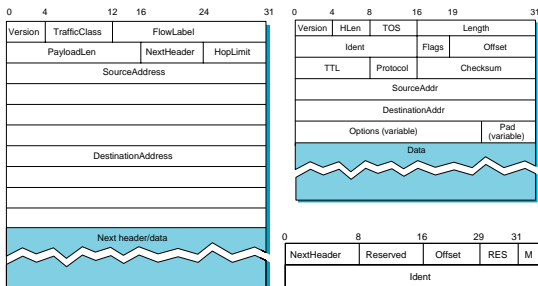 0 4 12 16 24 31
Version TrafficClass FlowLabel
PayloadLen NextHeader HopLimit
SourceAddress
DestinationAddress
Next header/data
0 4 8 16 19 31
Version HLen TOS Length
Ident Flags Offset
TTL Protocol Checksum
SourceAddr
DestinationAddr
Options (variable) Pad
(variable)
Data
0 8 16 29 31
NextHeader Reserved Offset RES M
Ident